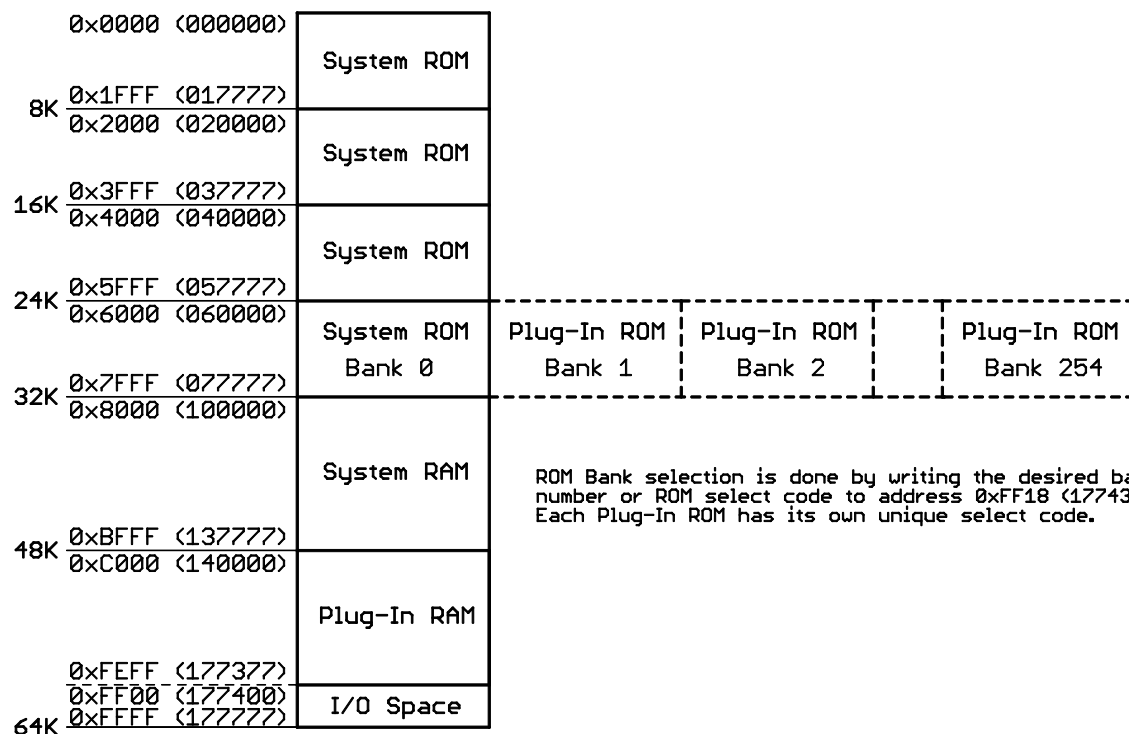 0x0000 (000000)
System ROM
0x1FFF (017777)
8K
0x2000 (020000)
System ROM
0x3FFF (037777)
16K
0x4000 (040000)
System ROM
0x5FFF (057777)
24K
0x6000 (060000)
System ROM Plug-In ROM Plug-In ROM Plug-In ROM
Bank 0 Bank 1 Bank 2 Bank 254
0x7FFF (077777)
32K
0x8000 (100000)
System RAM
ROM Bank selection is done by writing the desired ba
number or ROM select code to address 0xFF18 (17743
Each Plug-In ROM has its own unique select code.
0xBFFF (137777)
48K
0xC000 (140000)
Plug-In RAM
0xFEFF (177377)
0xFF00 (177400)
I/O Space
0xFFFF (177777)
64K